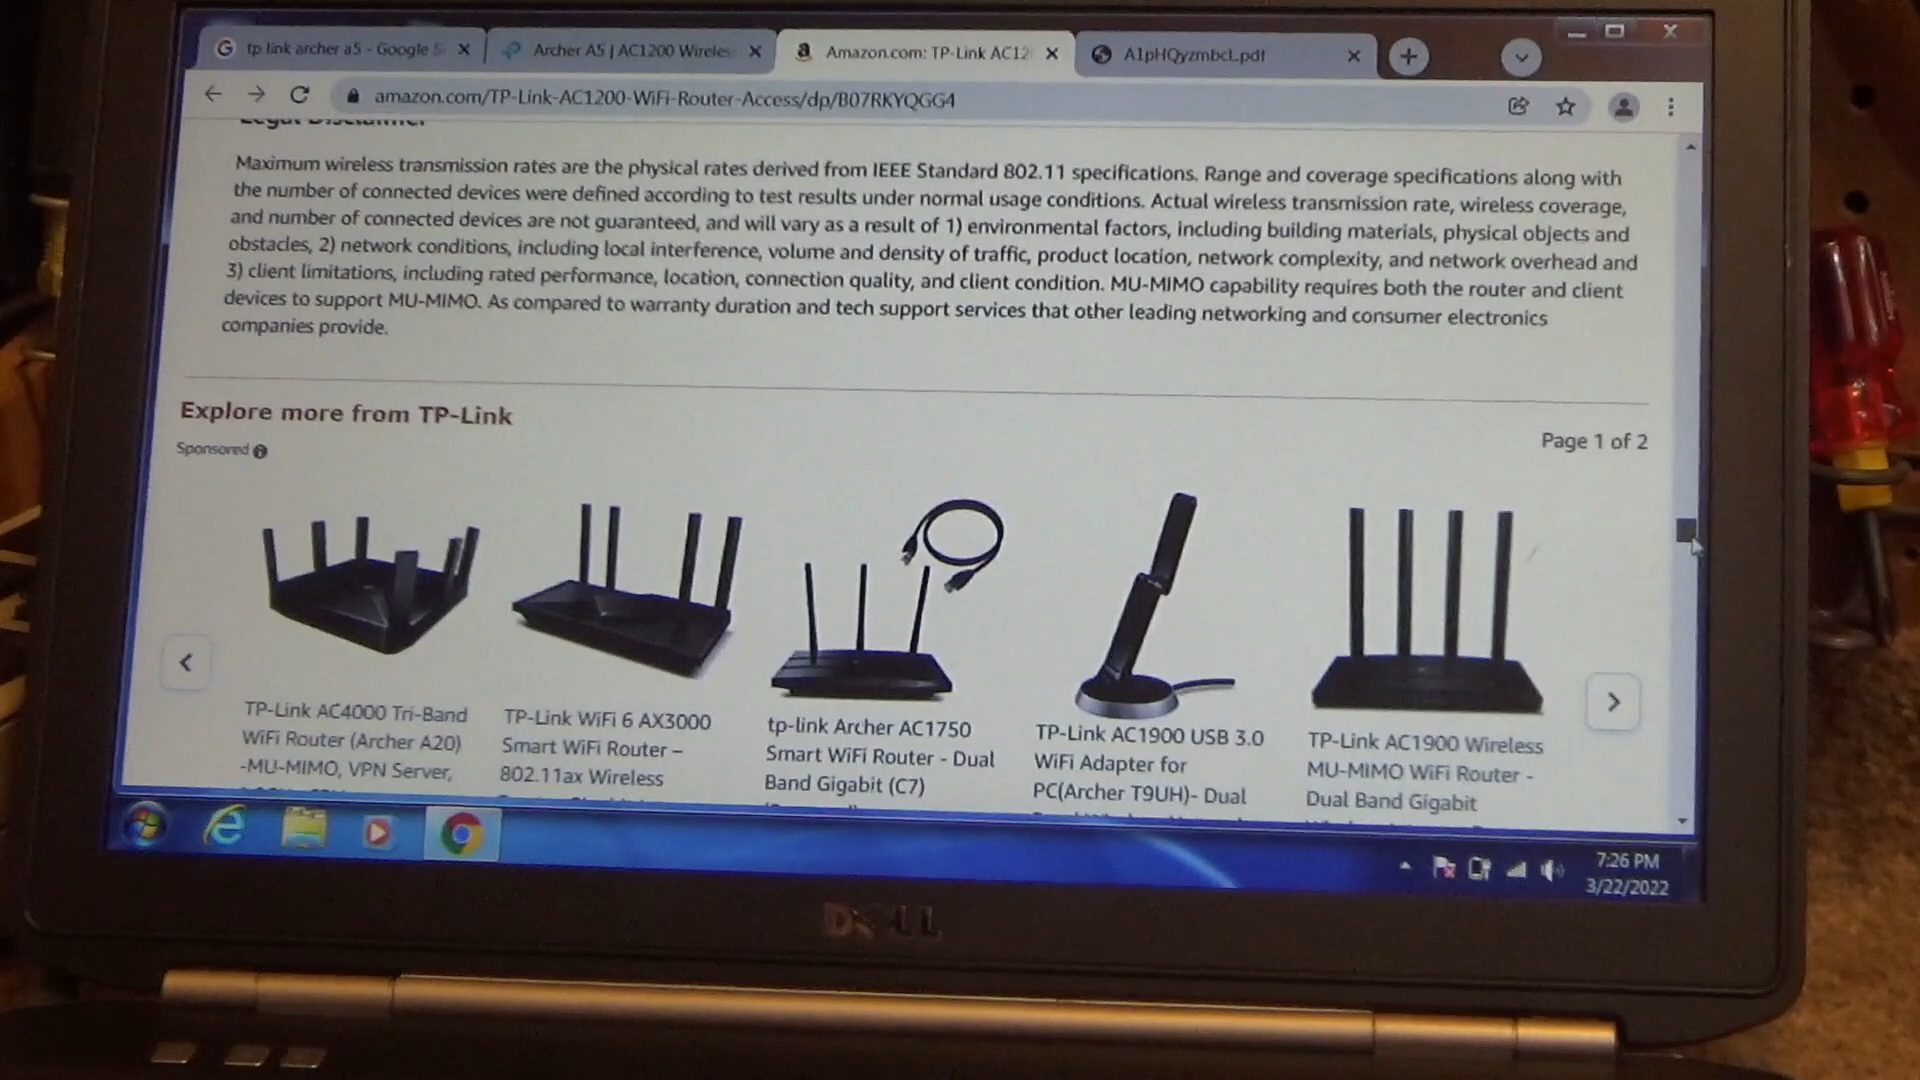 tp link archer a5 - Google S
Archer A5 | AC1200 Wireles
Amazon.com: TP-Link AC12
A1pHQyzmbcL.pdf
amazon.com/TP-Link-AC1200-WiFi-Router-Access/dp/B07RKYQGG4
Legal Disclaimer
Maximum wireless transmission rates are the physical rates derived from IEEE Standard 802.11 specifications. Range and coverage specifications along with
the number of connected devices were defined according to test results under normal usage conditions. Actual wireless transmission rate, wireless coverage,
and number of connected devices are not guaranteed, and will vary as a result of 1) environmental factors, including building materials, physical objects and
obstacles, 2) network conditions, including local interference, volume and density of traffic, product location, network complexity, and network overhead and
3) client limitations, including rated performance, location, connection quality, and client condition. MU-MIMO capability requires both the router and client
devices to support MU-MIMO. As compared to warranty duration and tech support services that other leading networking and consumer electronics
companies provide.
Explore more from TP-Link
Sponsored
Page 1 of 2
TP-Link AC4000 Tri-Band
WiFi Router (Archer A20)
-MU-MIMO, VPN Server,
TP-Link WiFi 6 AX3000
Smart WiFi Router –
802.11ax Wireless
tp-link Archer AC1750
Smart WiFi Router - Dual
Band Gigabit (C7)
TP-Link AC1900 USB 3.0
WiFi Adapter for
PC(Archer T9UH)- Dual
TP-Link AC1900 Wireless
MU-MIMO WiFi Router -
Dual Band Gigabit
7:26 PM
3/22/2022
DELL